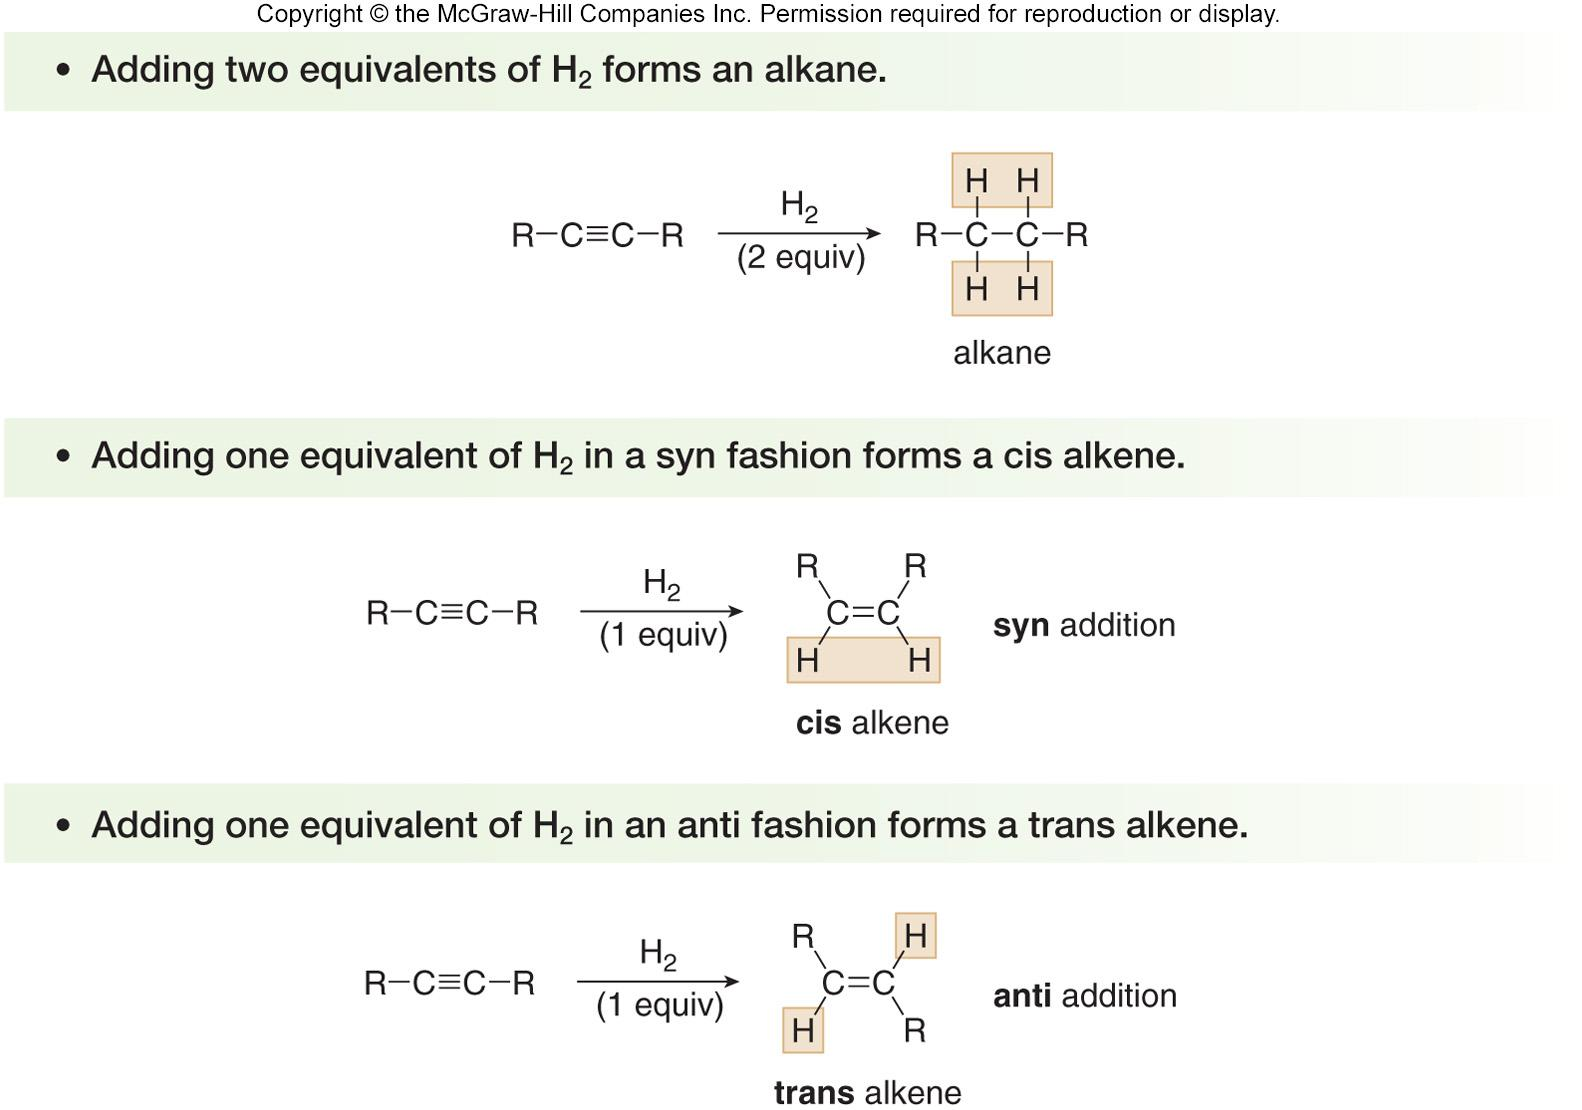 Copyright © the McGraw-Hill Companies Inc. Permission required for reproduction or display.
• Adding two equivalents of H₂ forms an alkane.
H H
R−C≡C−R H₂ (2 equiv) R−C−C−R
H H
alkane
• Adding one equivalent of H₂ in a syn fashion forms a cis alkene.
R R
R−C≡C−R H₂ (1 equiv) C=C syn addition
H H
cis alkene
• Adding one equivalent of H₂ in an anti fashion forms a trans alkene.
R H
R−C≡C−R H₂ (1 equiv) C=C anti addition
H R
trans alkene